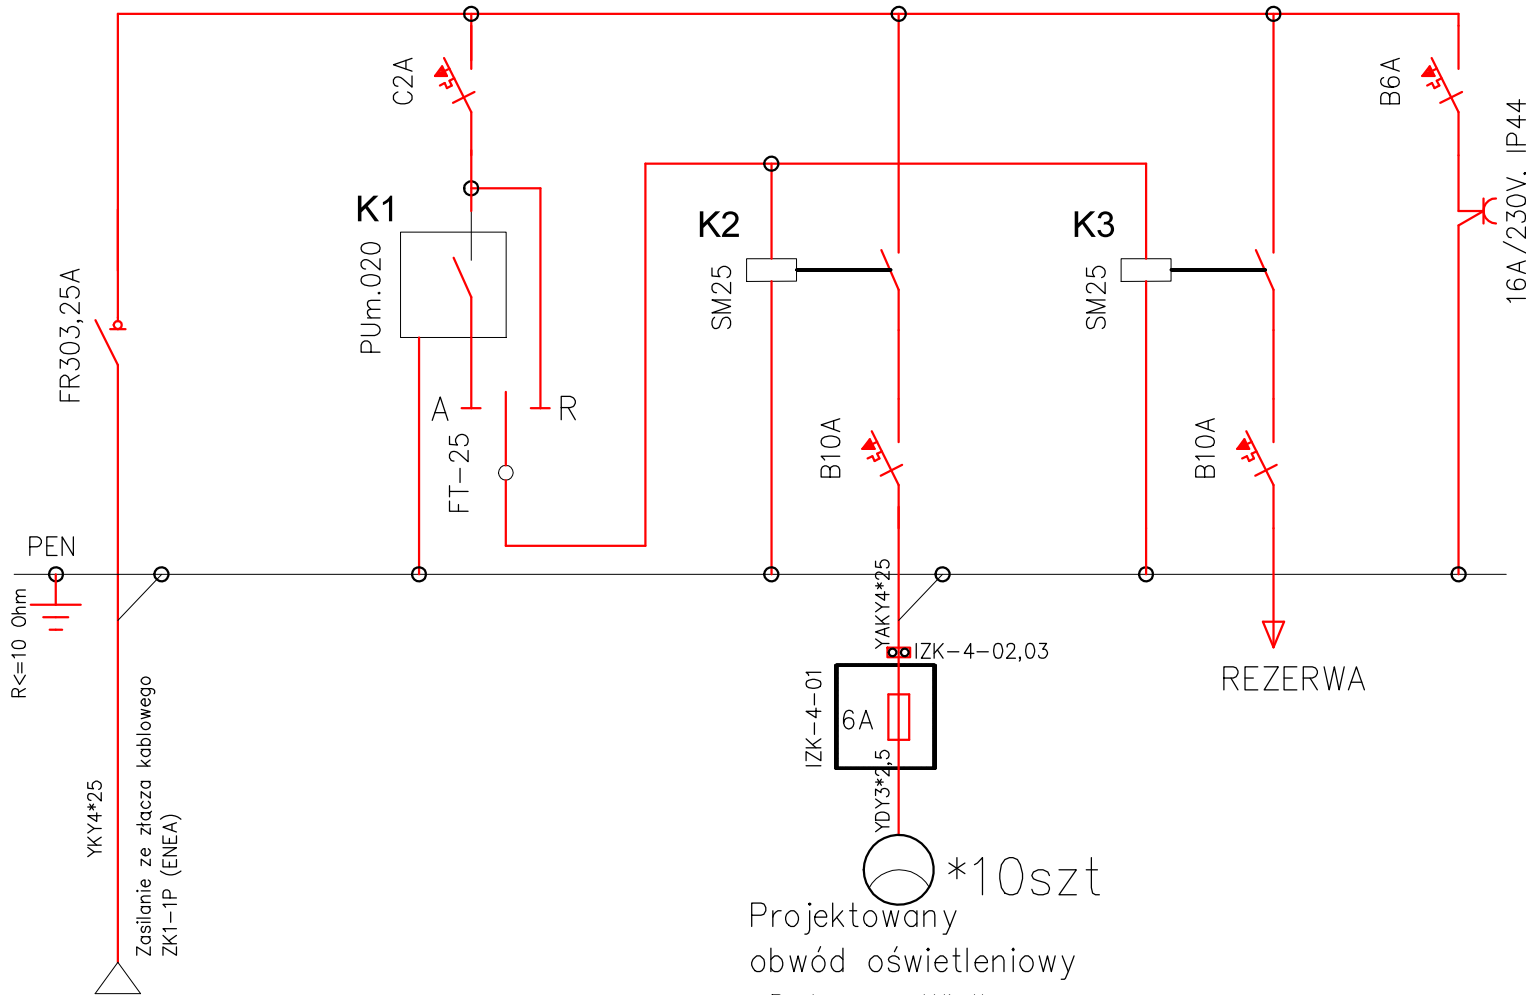 C2A
B6A
16A/230V, IP44
K1
PUm.020
K2
SM25
K3
SM25
FR303,25A
A
R
FT-25
B10A
B10A
PEN
R<=10 Ohm
YAKY4*25
IZK-4-02,03
IZK-4-01
6A
YDY3*2,5
REZERWA
YKY4*25
Zasilanie ze złącza kablowego
ZK1-1P (ENEA)
*10szt
Projektowany
obwód oświetleniowy